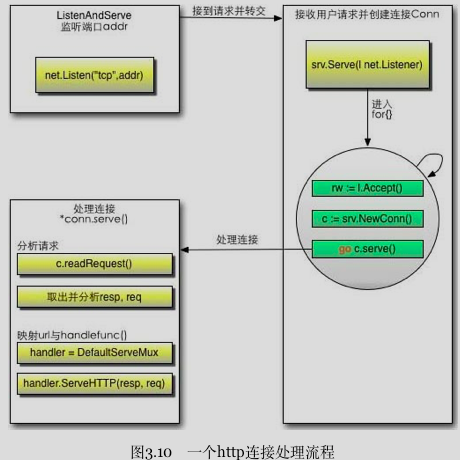 ListenAndServe
监听端口addr
net.Listen("tcp",addr)
接到请求并转交
接收用户请求并创建连接Conn
srv.Serve(l net.Listener)
进入
for{}
rw := l.Accept()
c := srv.NewConn()
go c.serve()
处理连接
处理连接
*conn.serve()
分析请求
c.readRequest()
取出并分析resp, req
映射url与handlefunc()
handler = DefaultServeMux
handler.ServeHTTP(resp, req)
图3.10 一个http连接处理流程